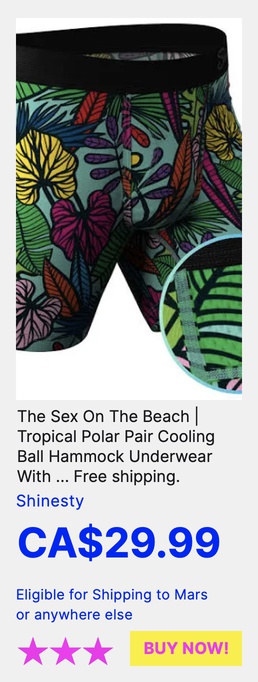 The Sex On The Beach |
Tropical Polar Pair Cooling
Ball Hammock Underwear
With ... Free shipping.
Shinesty
CA$29.99
Eligible for Shipping to Mars
or anywhere else
BUY NOW!